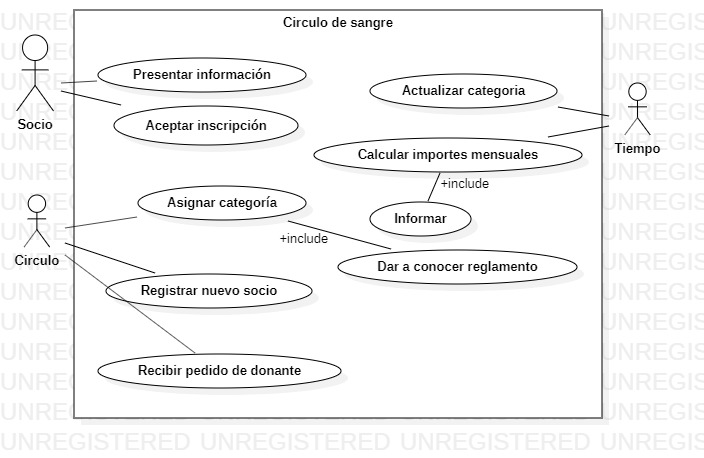 Circulo de sangre
Socio
Presentar información
Aceptar inscripción
Actualizar categoria
Tiempo
Calcular importes mensuales
+include
Informar
Circulo
Asignar categoría
+include
Dar a conocer reglamento
Registrar nuevo socio
Recibir pedido de donante
UNREGISTERED UNREGISTERED UNREGISTERED UNREGIS